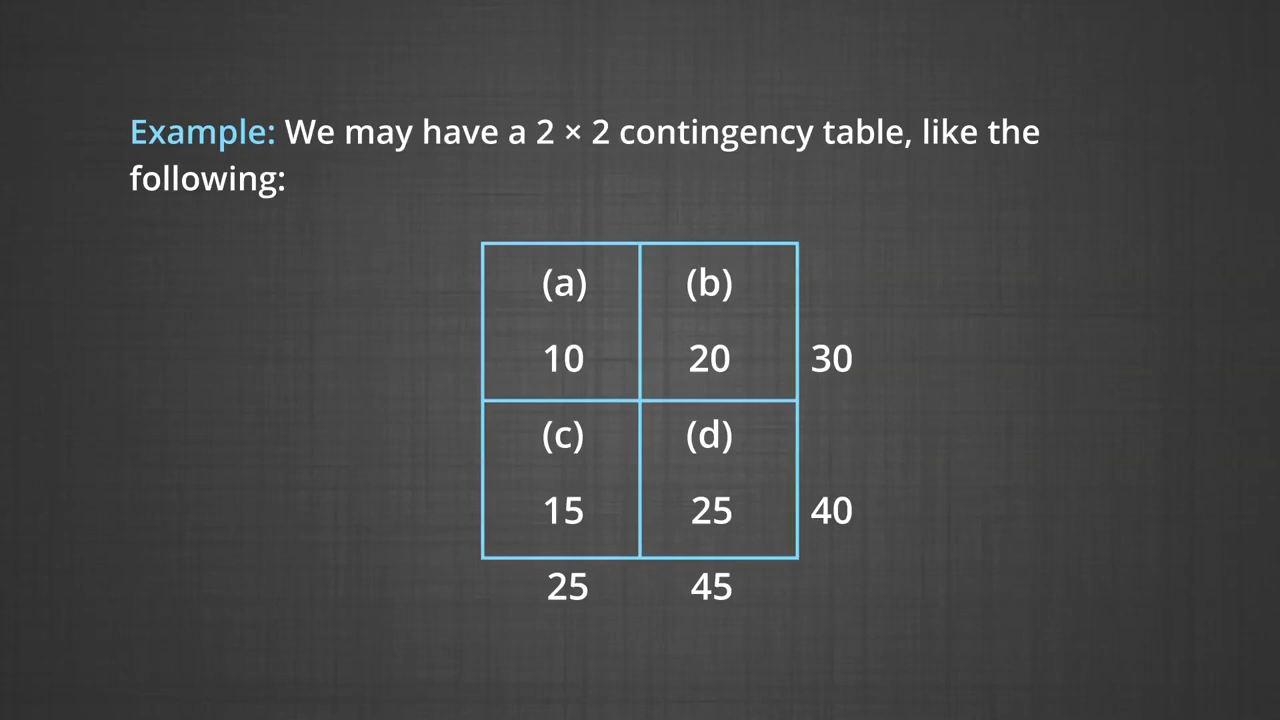 Example: We may have a 2 × 2 contingency table, like the
following:
(a) (b)
10 20 30
(c) (d)
15 25 40
25 45